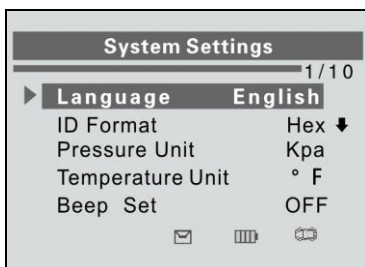 System Settings
1/10
Language English
ID Format Hex
Pressure Unit Kpa
Temperature Unit ° F
Beep Set OFF